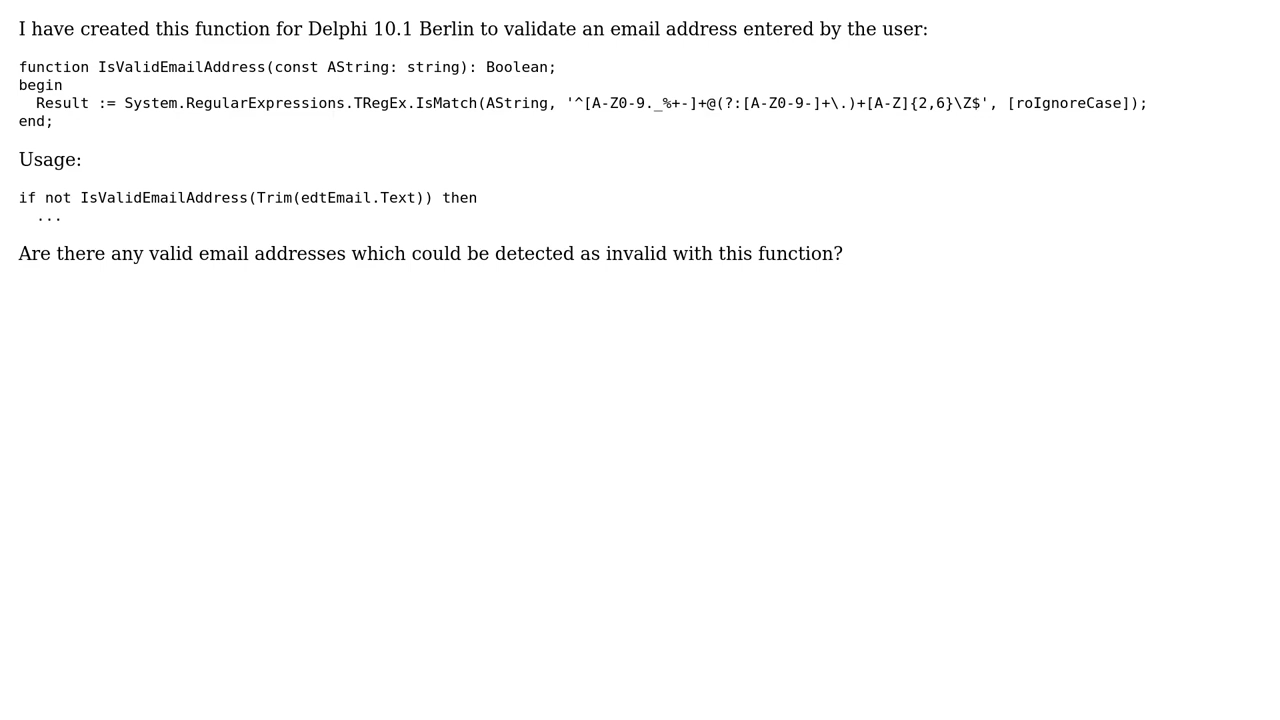 I have created this function for Delphi 10.1 Berlin to validate an email address entered by the user:
function IsValidEmailAddress(const AString: string): Boolean;
begin
  Result := System.RegularExpressions.TRegEx.IsMatch(AString, '^[A-Z0-9._%+-]+@(?:[A-Z0-9-]+\.)+[A-Z]{2,6}\Z$', [roIgnoreCase]);
end;
Usage:
if not IsValidEmailAddress(Trim(edtEmail.Text)) then
  ...
Are there any valid email addresses which could be detected as invalid with this function?